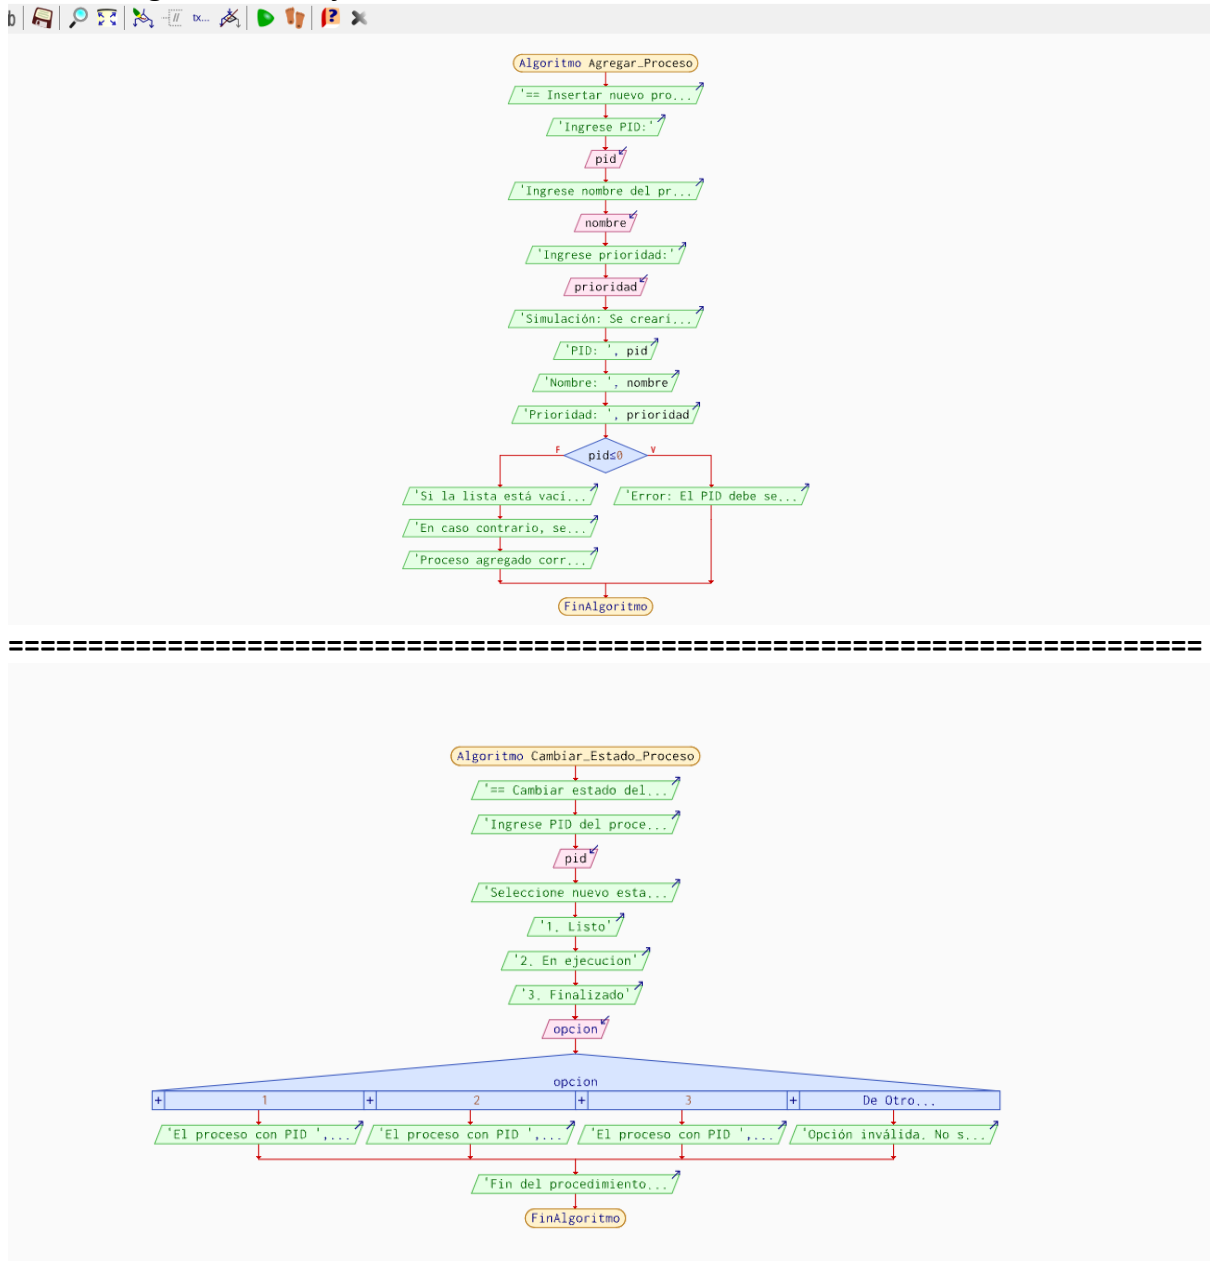 b // tx... ?
Algoritmo Agregar_Proceso
'== Insertar nuevo pro...
'Ingrese PID:'
pid
'Ingrese nombre del pr...
nombre
'Ingrese prioridad:'
prioridad
'Simulación: Se creari...
'PID: ', pid
'Nombre: ', nombre
'Prioridad: ', prioridad
F pid≤0 V
'Si la lista está vací... 'Error: El PID debe se...
'En caso contrario, se...
'Proceso agregado corr...
FinAlgoritmo
===========================================================================
Algoritmo Cambiar_Estado_Proceso
'== Cambiar estado del...
'Ingrese PID del proce...
pid
'Seleccione nuevo esta...
'1. Listo'
'2. En ejecucion'
'3. Finalizado'
opcion
opcion
+ 1 + 2 + 3 + De Otro...
'El proceso con PID ',... 'El proceso con PID ',... 'El proceso con PID ',... 'Opción inválida. No s...
'Fin del procedimiento...
FinAlgoritmo